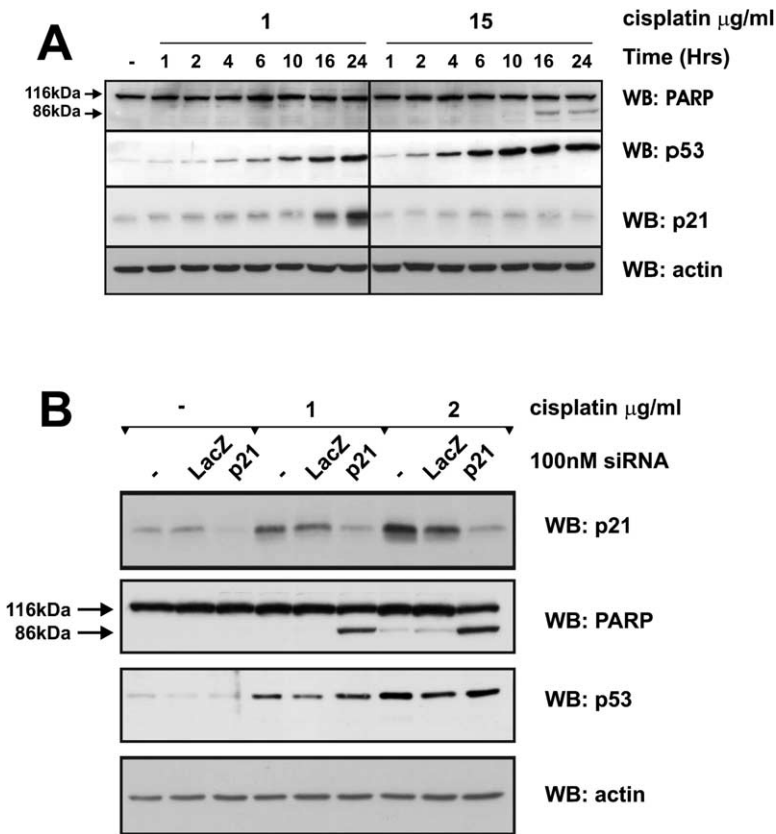 A
1 15 cisplatin μg/ml
- 1 2 4 6 10 16 24 1 2 4 6 10 16 24 Time (Hrs)
116kDa WB: PARP
86kDa
WB: p53
WB: p21
WB: actin
B
- 1 2 cisplatin μg/ml
- LacZ p21 - LacZ p21 - LacZ p21 100nM siRNA
WB: p21
116kDa
WB: PARP
86kDa
WB: p53
WB: actin